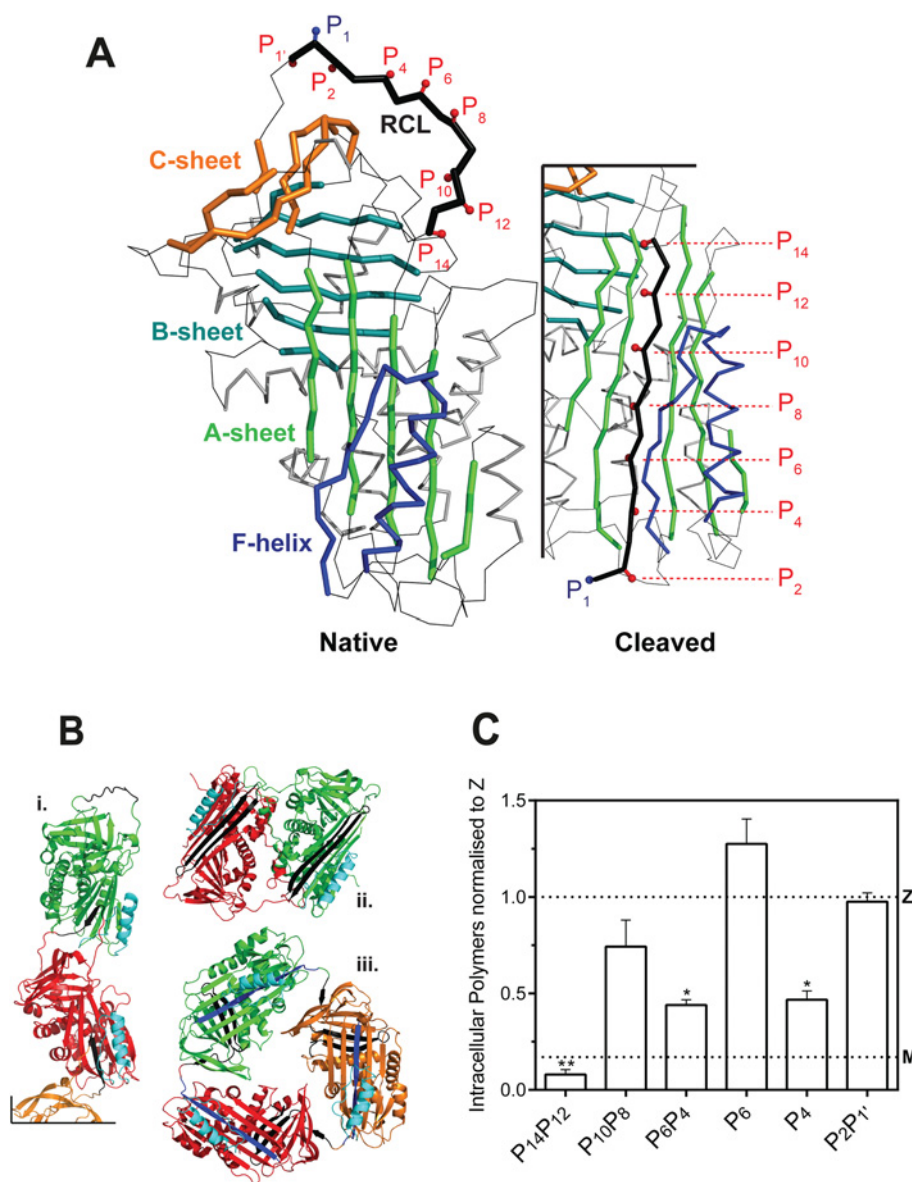 A
P1
P1'
P2
P4
P6
P8
RCL
P10
P12
P14
C-sheet
B-sheet
A-sheet
F-helix
Native
P14
P12
P10
P8
P6
P4
P2
P1
Cleaved
B
i.
ii.
iii.
C
Intracellular Polymers normalised to Z
1.5
1.0
0.5
0.0
Z
M
**
*
*
P14P12
P10P8
P6P4
P6
P4
P2P1'